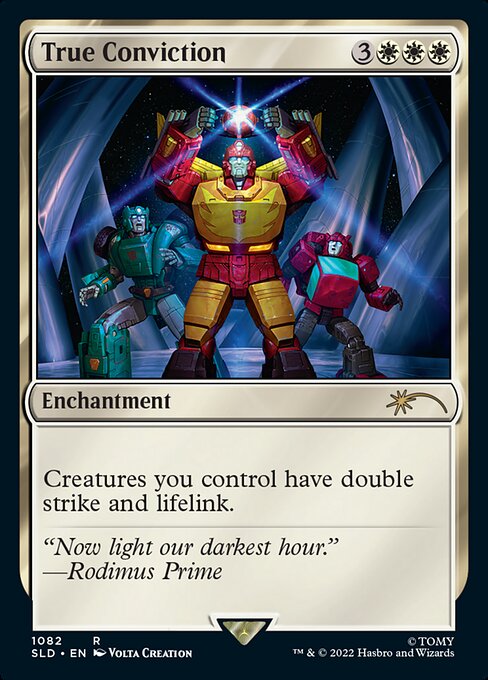 True Conviction 3
Enchantment
Creatures you control have double
strike and lifelink.
“Now light our darkest hour.”
—Rodimus Prime
1082 R
SLD • EN Volta Creation
© TOMY
™ & © 2022 Hasbro and Wizards